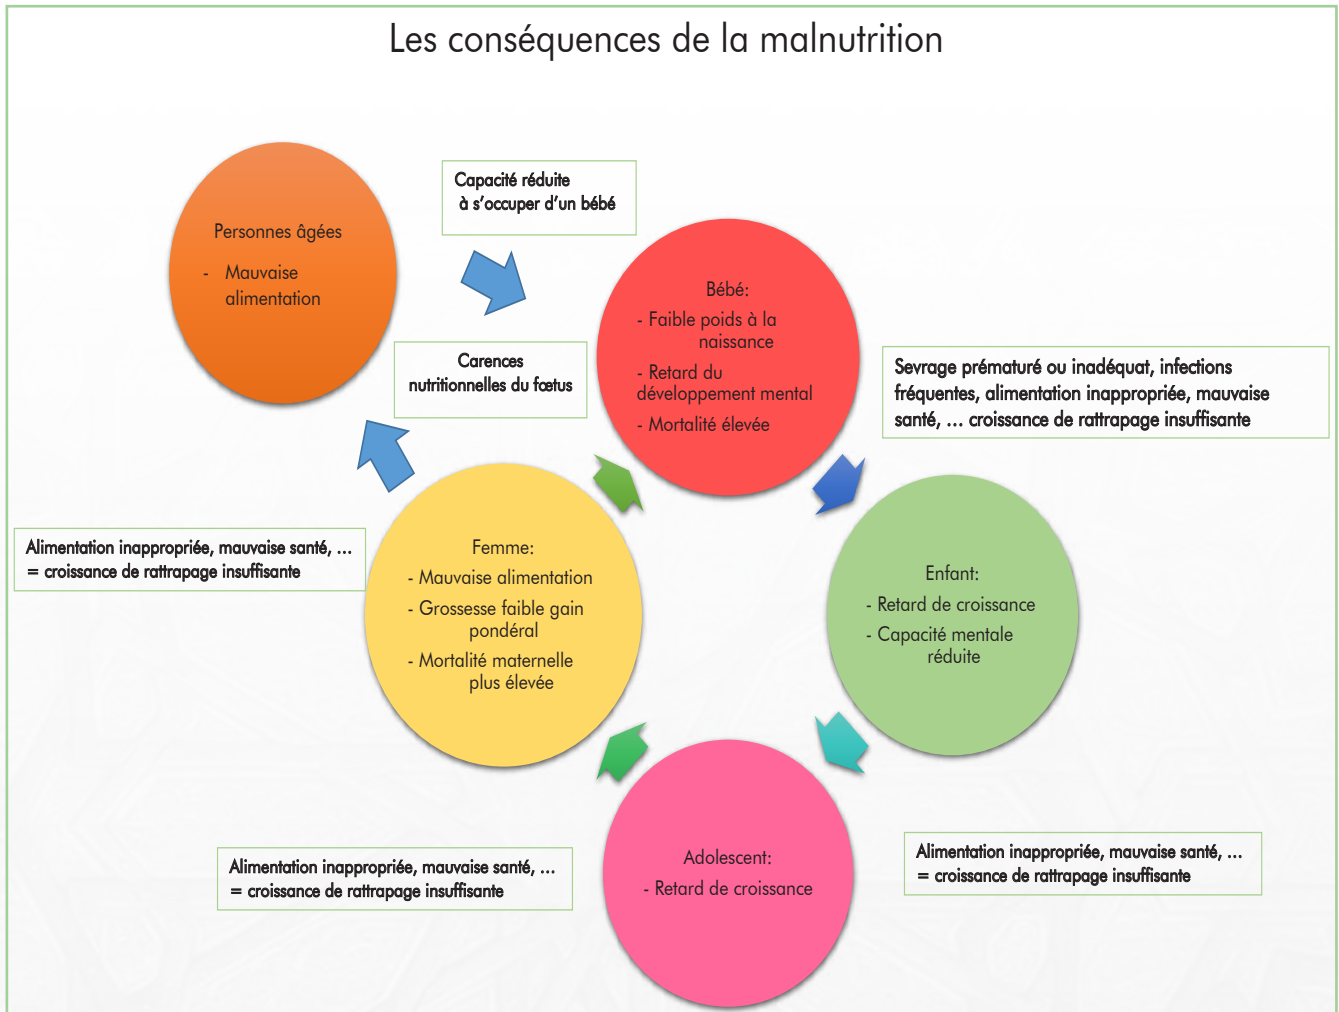 Les conséquences de la malnutrition
Personnes âgées
- Mauvaise
alimentation
Capacité réduite
à s’occuper d’un bébé
Carences
nutritionnelles du fœtus
Bébé:
- Faible poids à la
naissance
- Retard du
développement mental
- Mortalité élevée
Sevrage prématuré ou inadéquat, infections
fréquentes, alimentation inappropriée, mauvaise
santé, … croissance de rattrapage insuffisante
Alimentation inappropriée, mauvaise santé, …
= croissance de rattrapage insuffisante
Femme:
- Mauvaise alimentation
- Grossesse faible gain
pondéral
- Mortalité maternelle
plus élevée
Enfant:
- Retard de croissance
- Capacité mentale
réduite
Alimentation inappropriée, mauvaise santé, …
= croissance de rattrapage insuffisante
Adolescent:
- Retard de croissance
Alimentation inappropriée, mauvaise santé, …
= croissance de rattrapage insuffisante